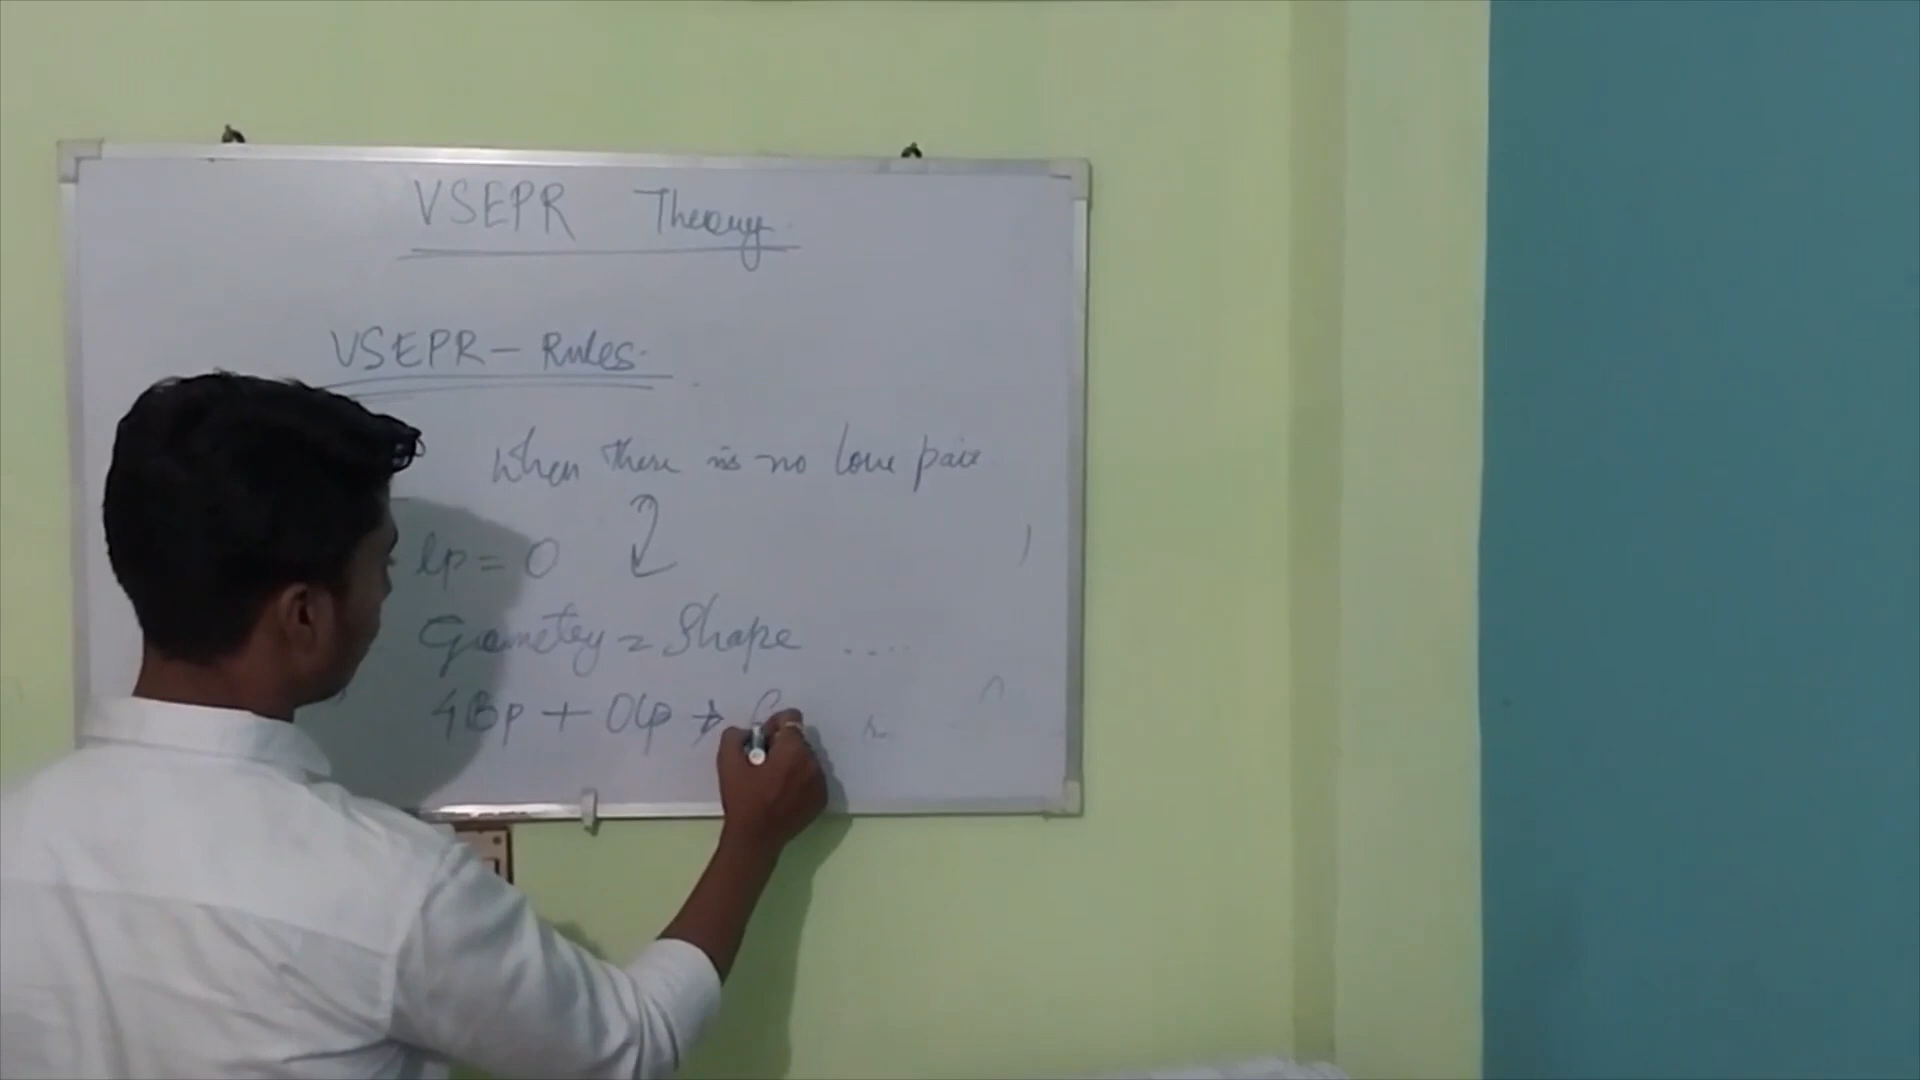 VSEPR Theory
VSEPR - Rules.
When there is no lone pair
lp = 0
Geometry = Shape ....
4Bp + 0lp →